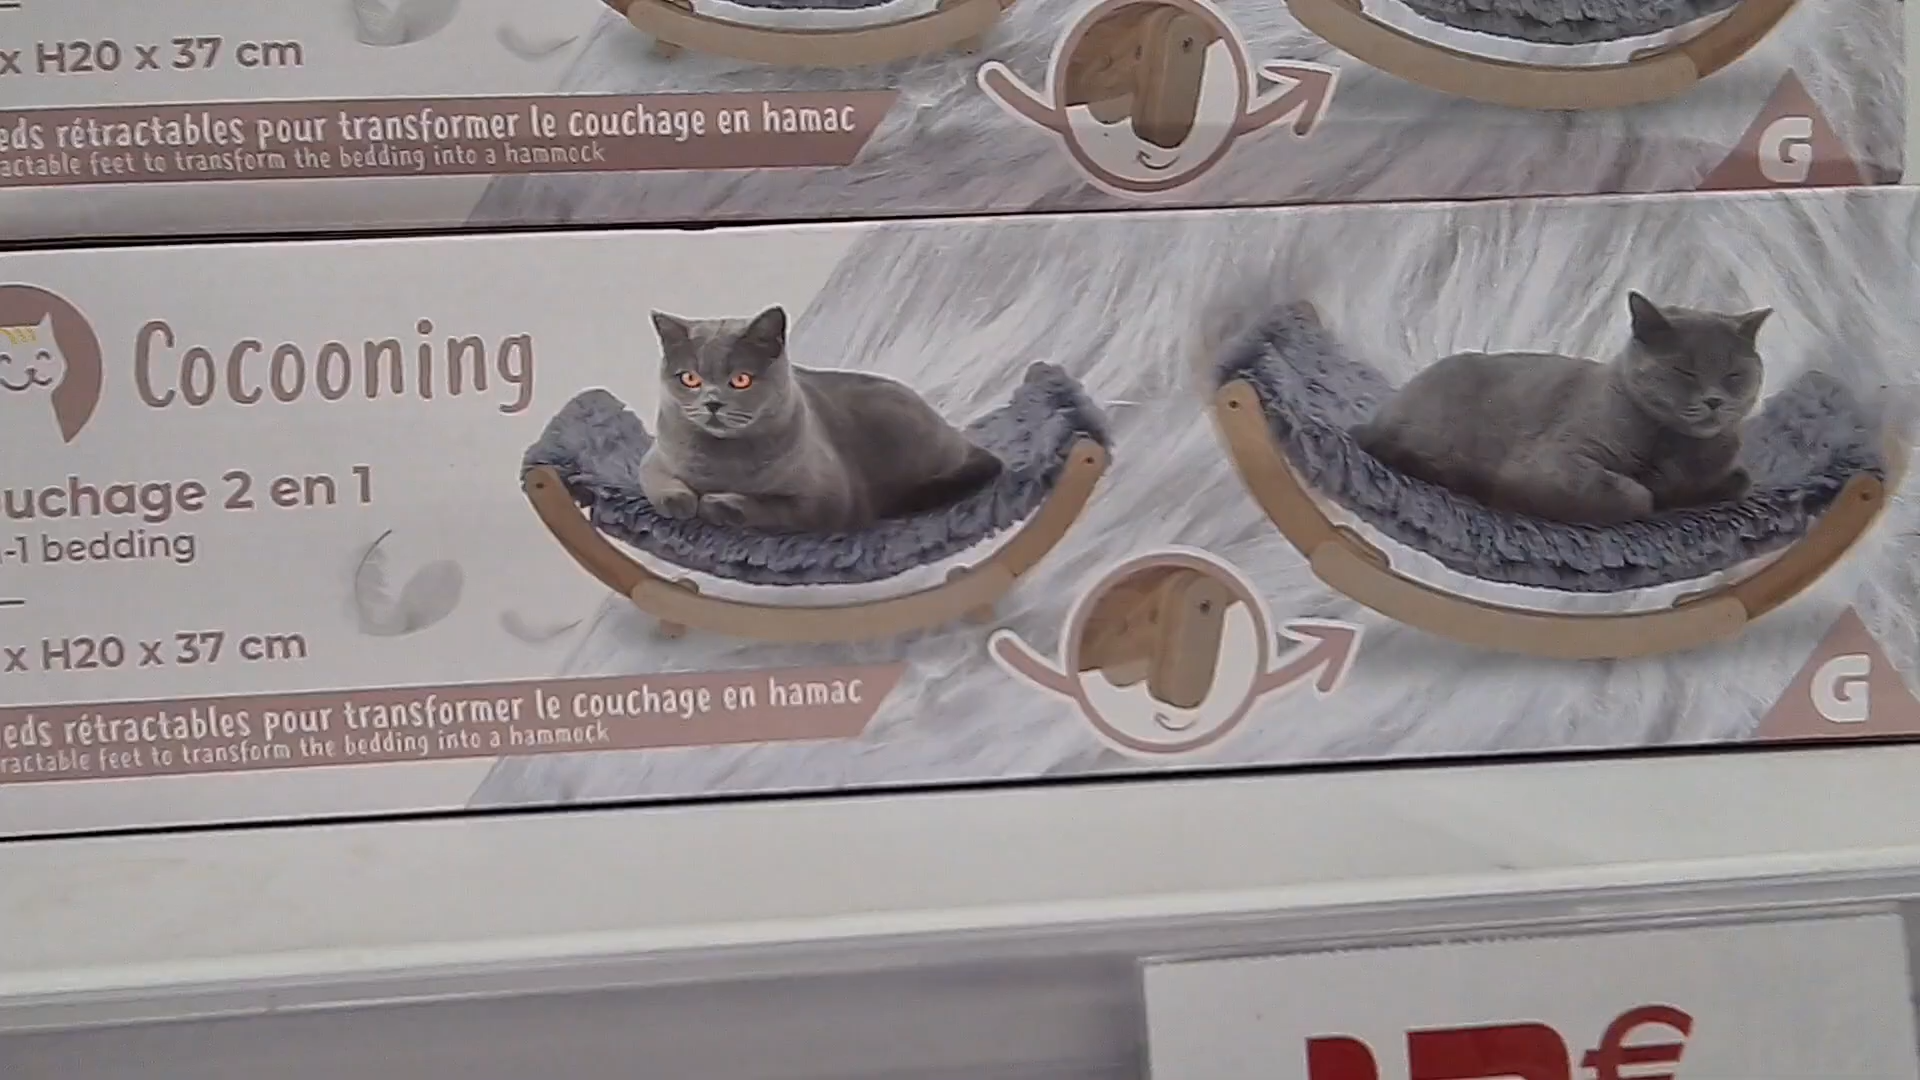 x H20 x 37 cm
eds rétractables pour transformer le couchage en hamac
actable feet to transform the bedding into a hammock
G
Cocooning
uchage 2 en 1
-1 bedding
x H20 x 37 cm
eds rétractables pour transformer le couchage en hamac
ractable feet to transform the bedding into a hammock
G
€